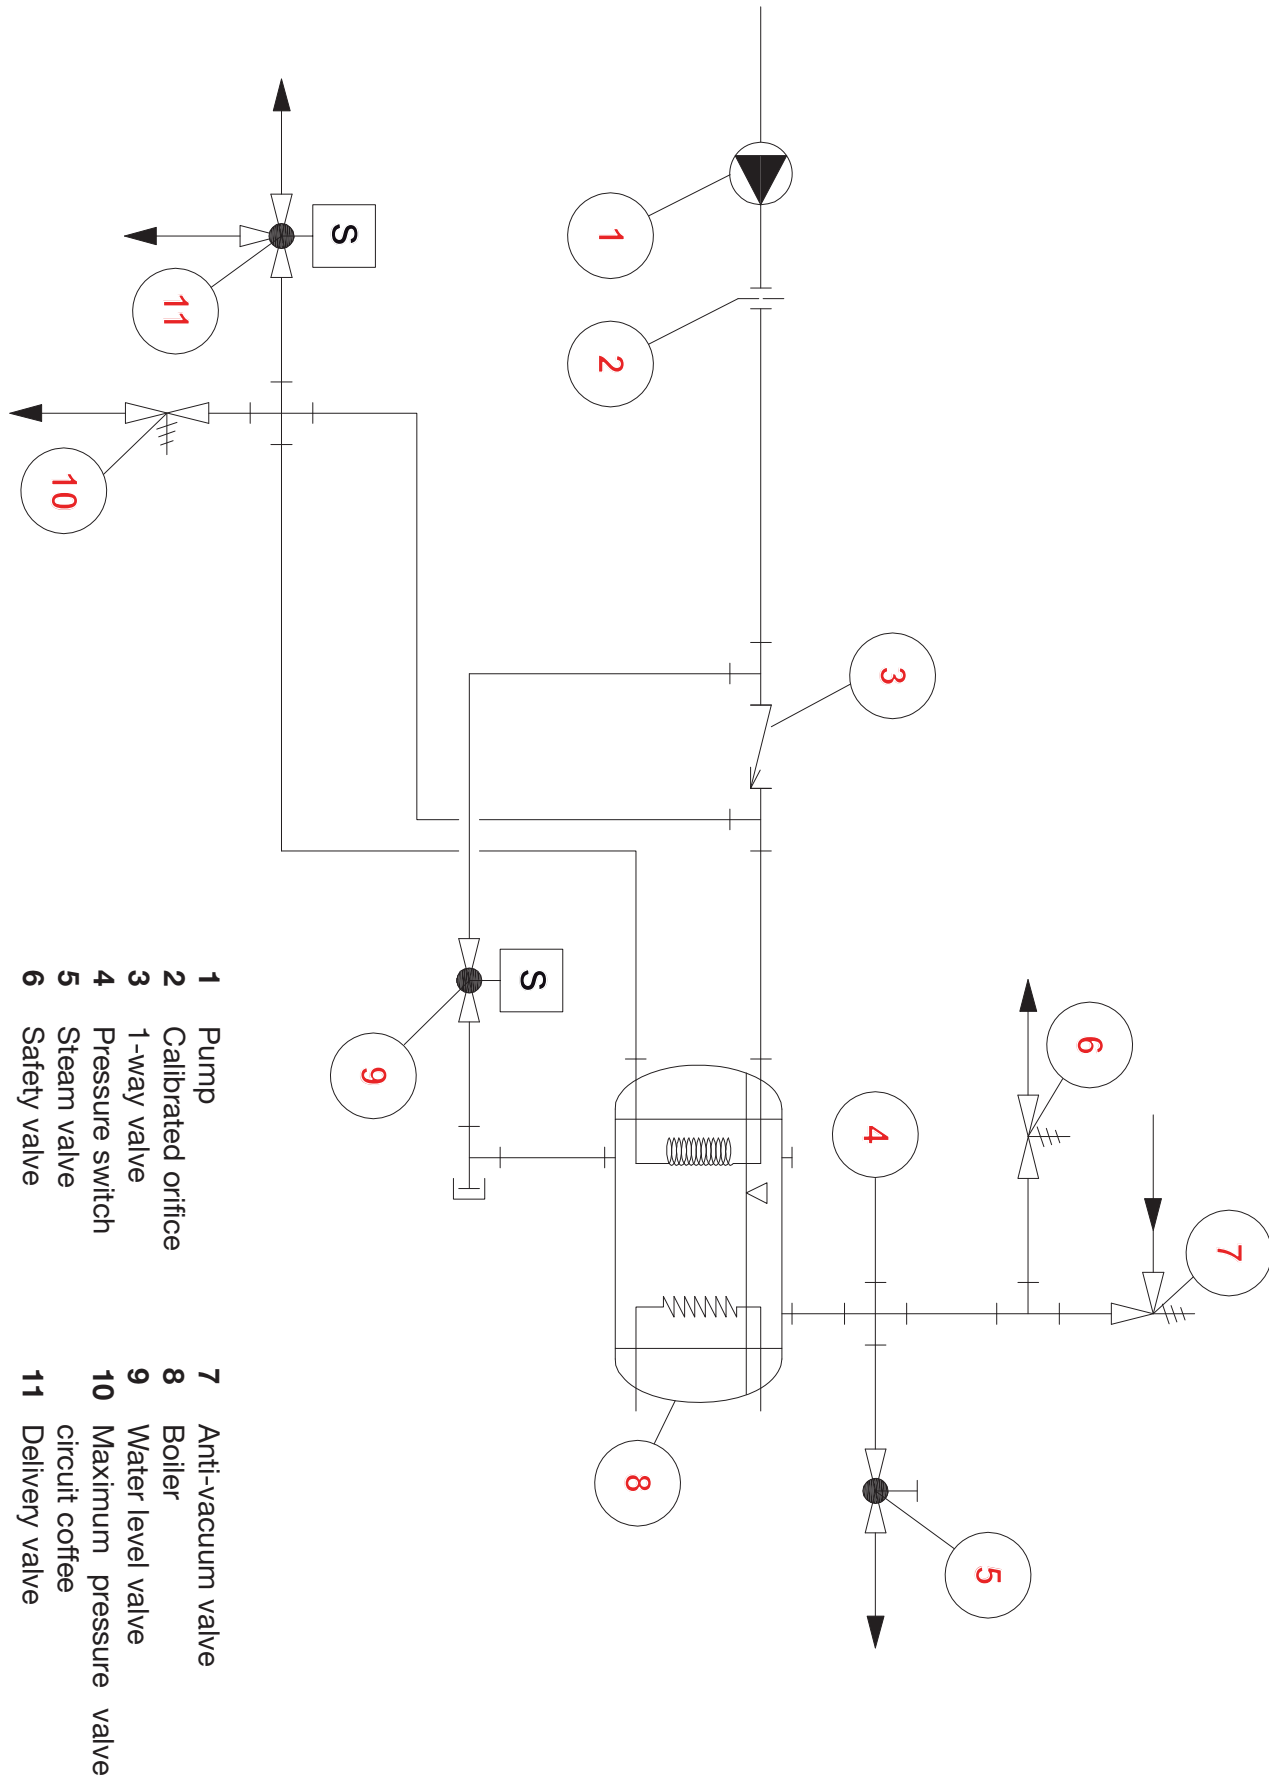 1
2
3
4
5
6
7
8
9
10
11
S
S
1 Pump
2 Calibrated orifice
3 1-way valve
4 Pressure switch
5 Steam valve
6 Safety valve
7 Anti-vacuum valve
8 Boiler
9 Water level valve
10 Maximum pressure valve
circuit coffee
11 Delivery valve